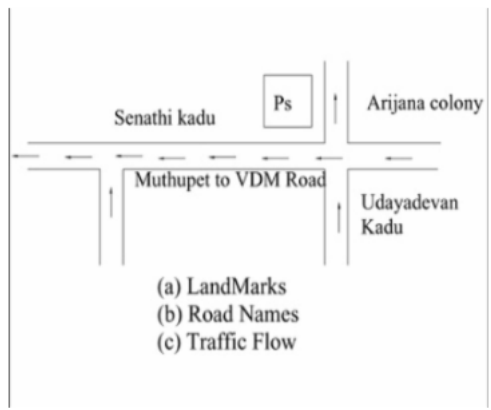 Ps
Arijana colony
Senathi kadu
Muthupet to VDM Road
Udayadevan
Kadu
(a) LandMarks
(b) Road Names
(c) Traffic Flow